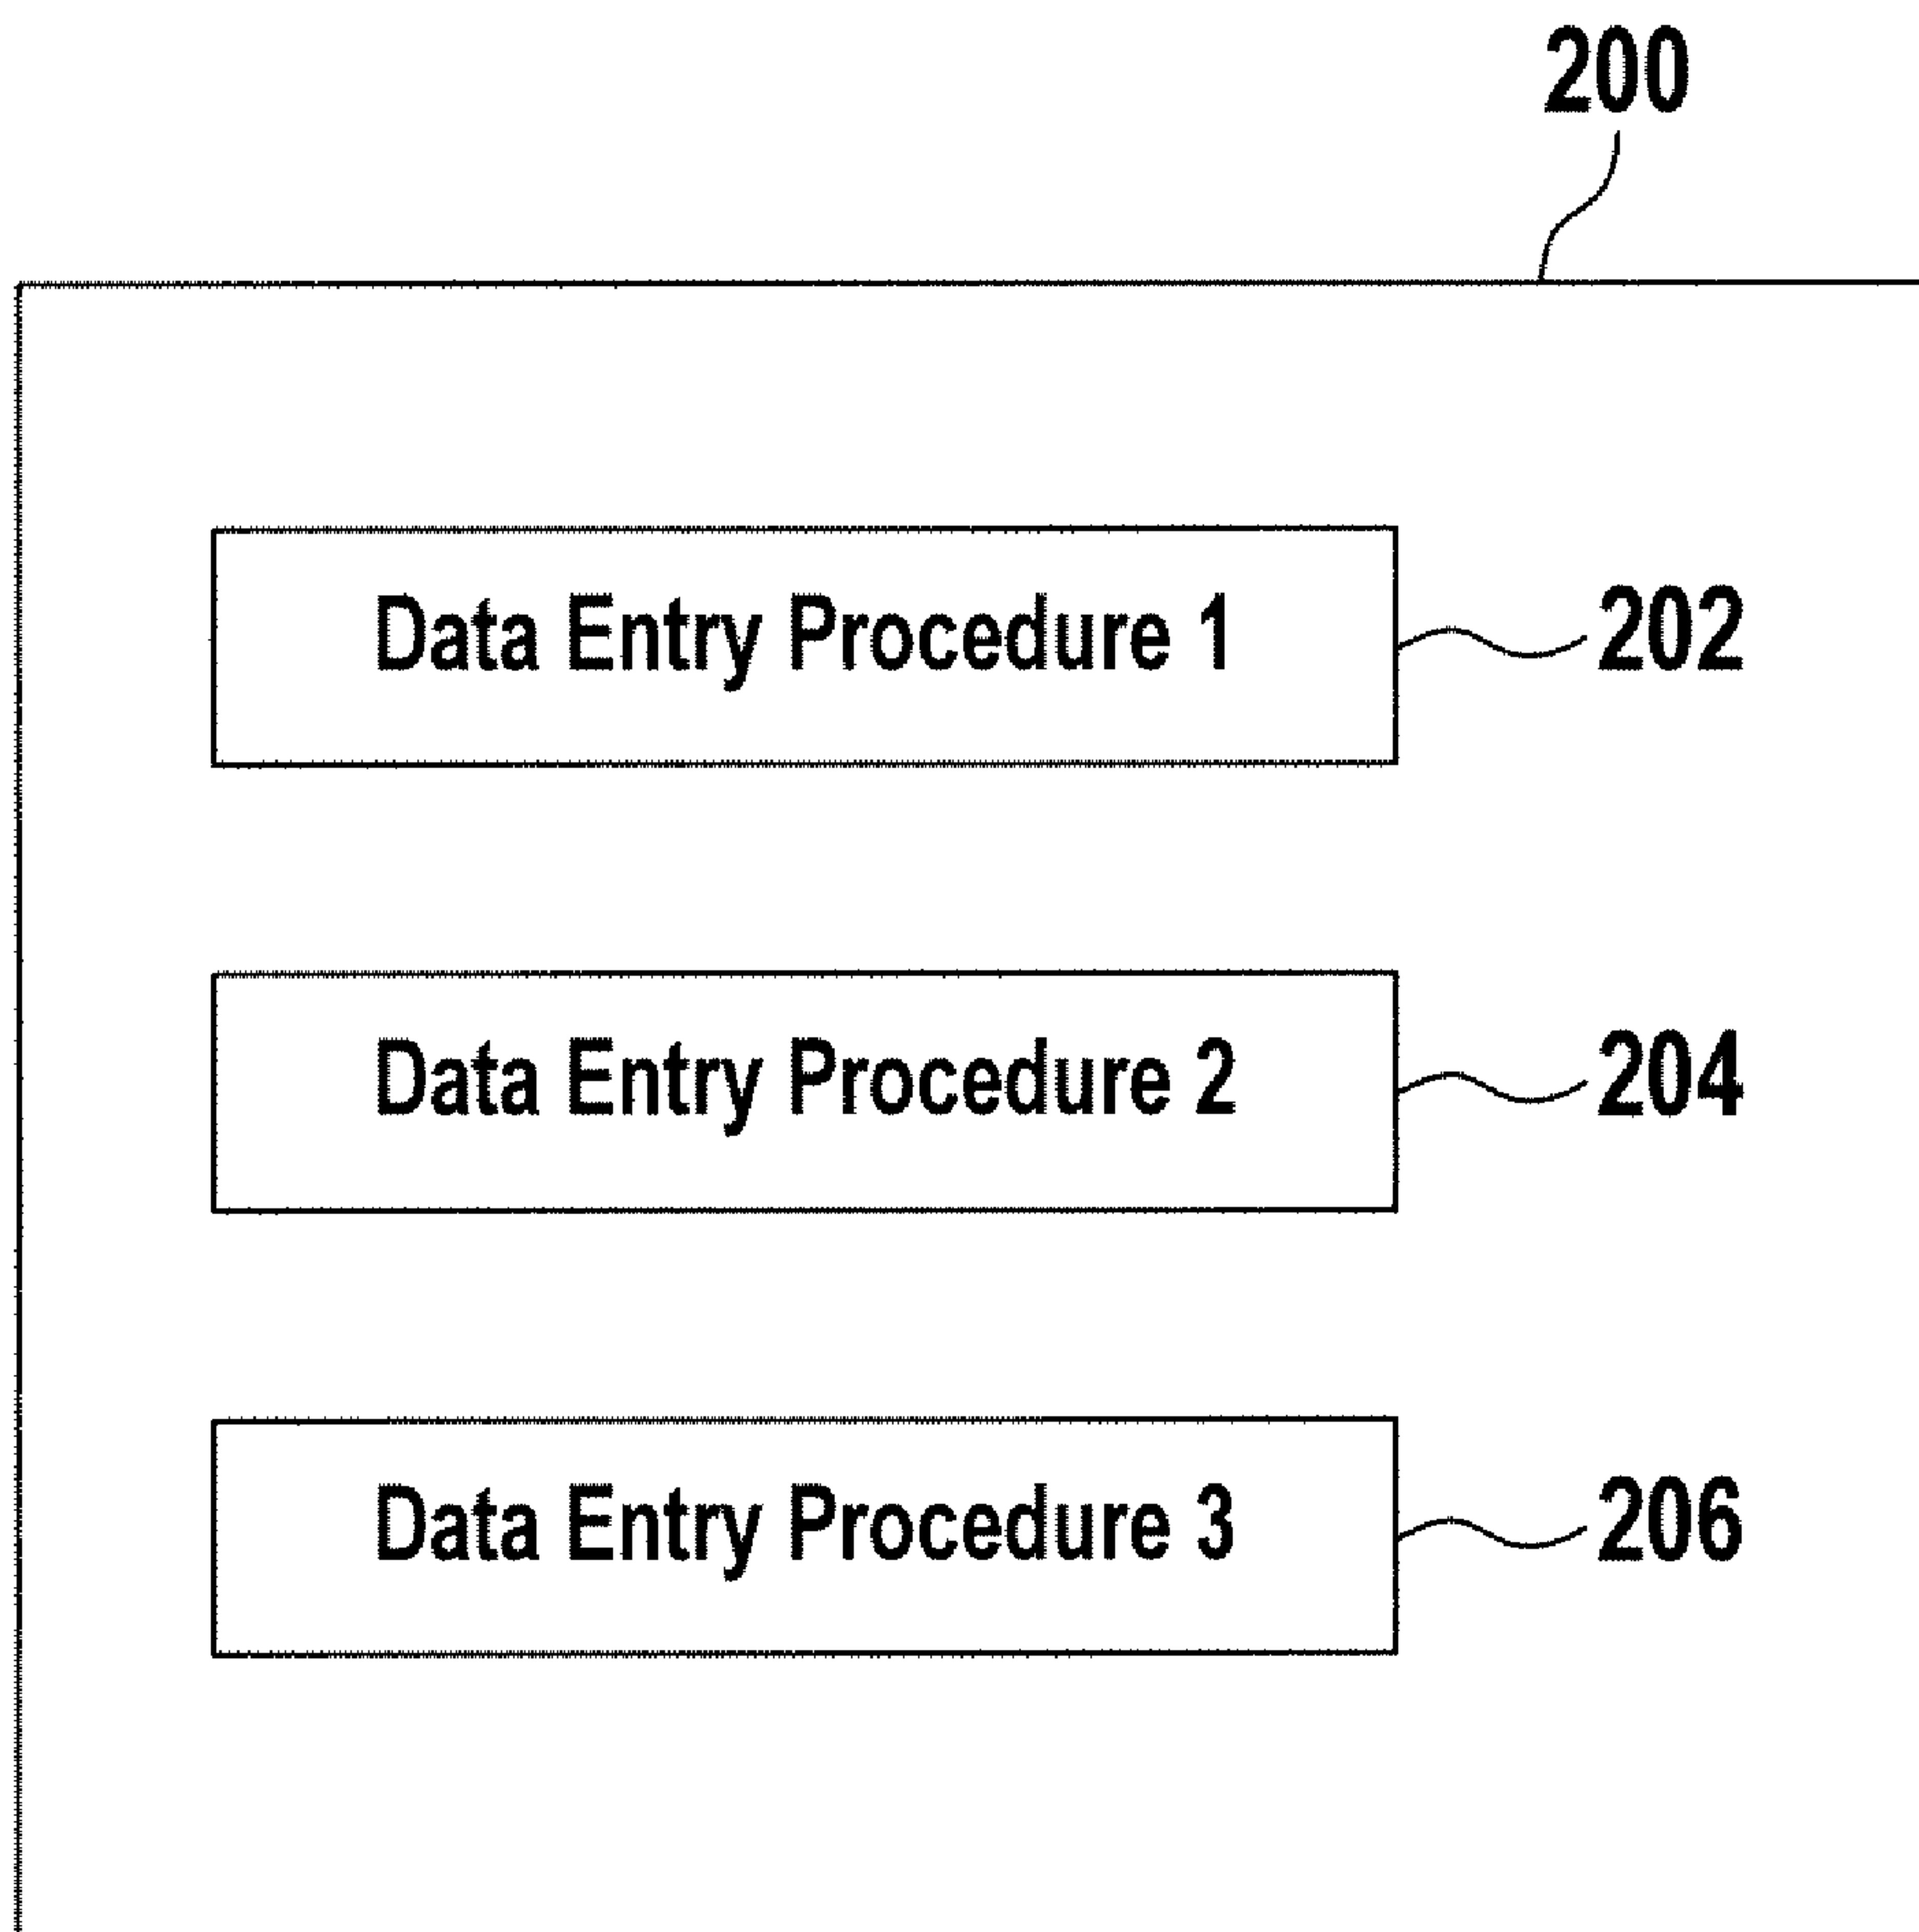 200
Data Entry Procedure 1 202
Data Entry Procedure 2 204
Data Entry Procedure 3 206